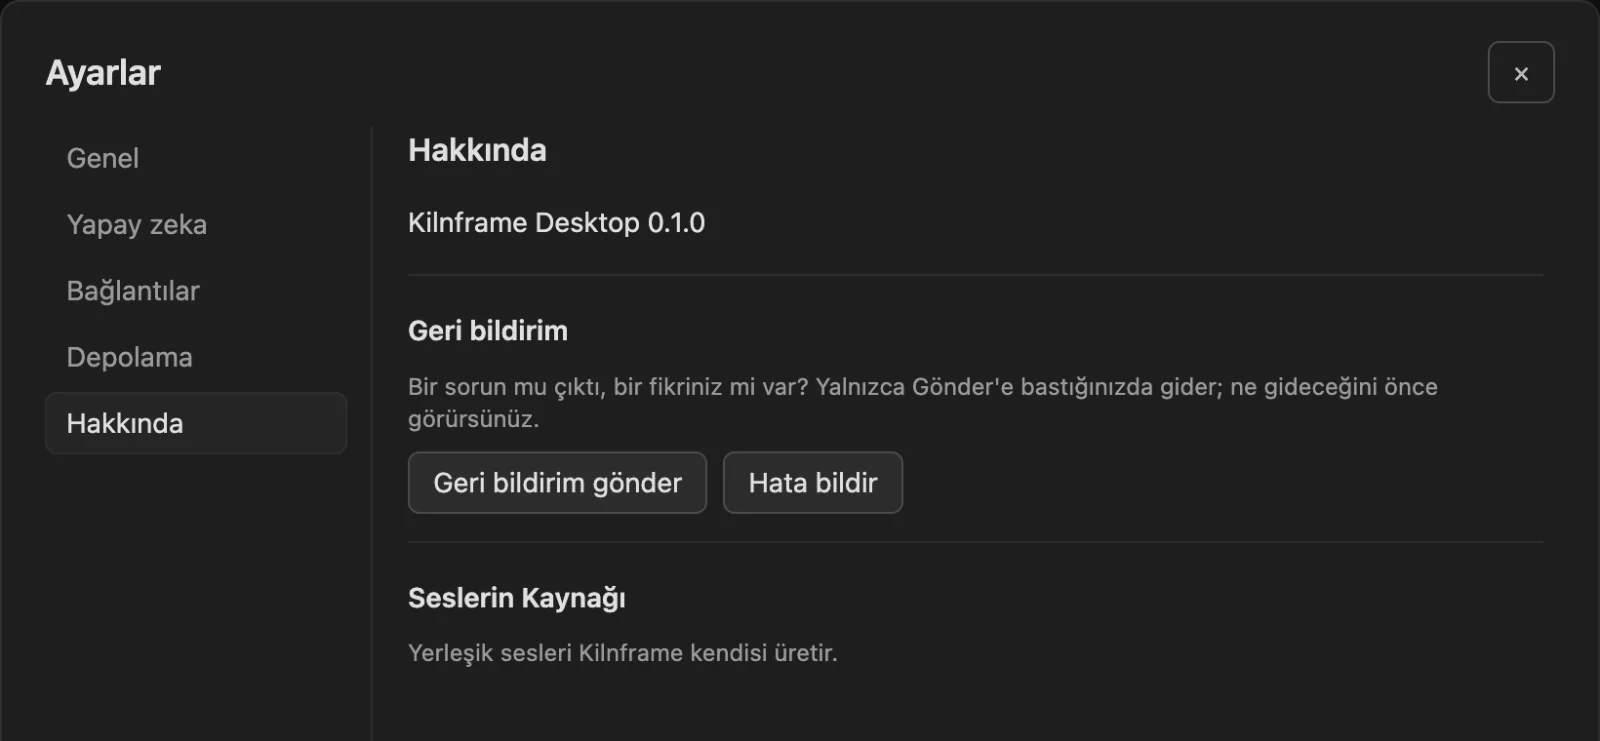 Ayarlar
×
Genel
Yapay zeka
Bağlantılar
Depolama
Hakkında
Hakkında
Kilnframe Desktop 0.1.0
Geri bildirim
Bir sorun mu çıktı, bir fikriniz mi var? Yalnızca Gönder'e bastığınızda gider; ne gideceğini önce
görürsünüz.
Geri bildirim gönder
Hata bildir
Seslerin Kaynağı
Yerleşik sesleri Kilnframe kendisi üretir.